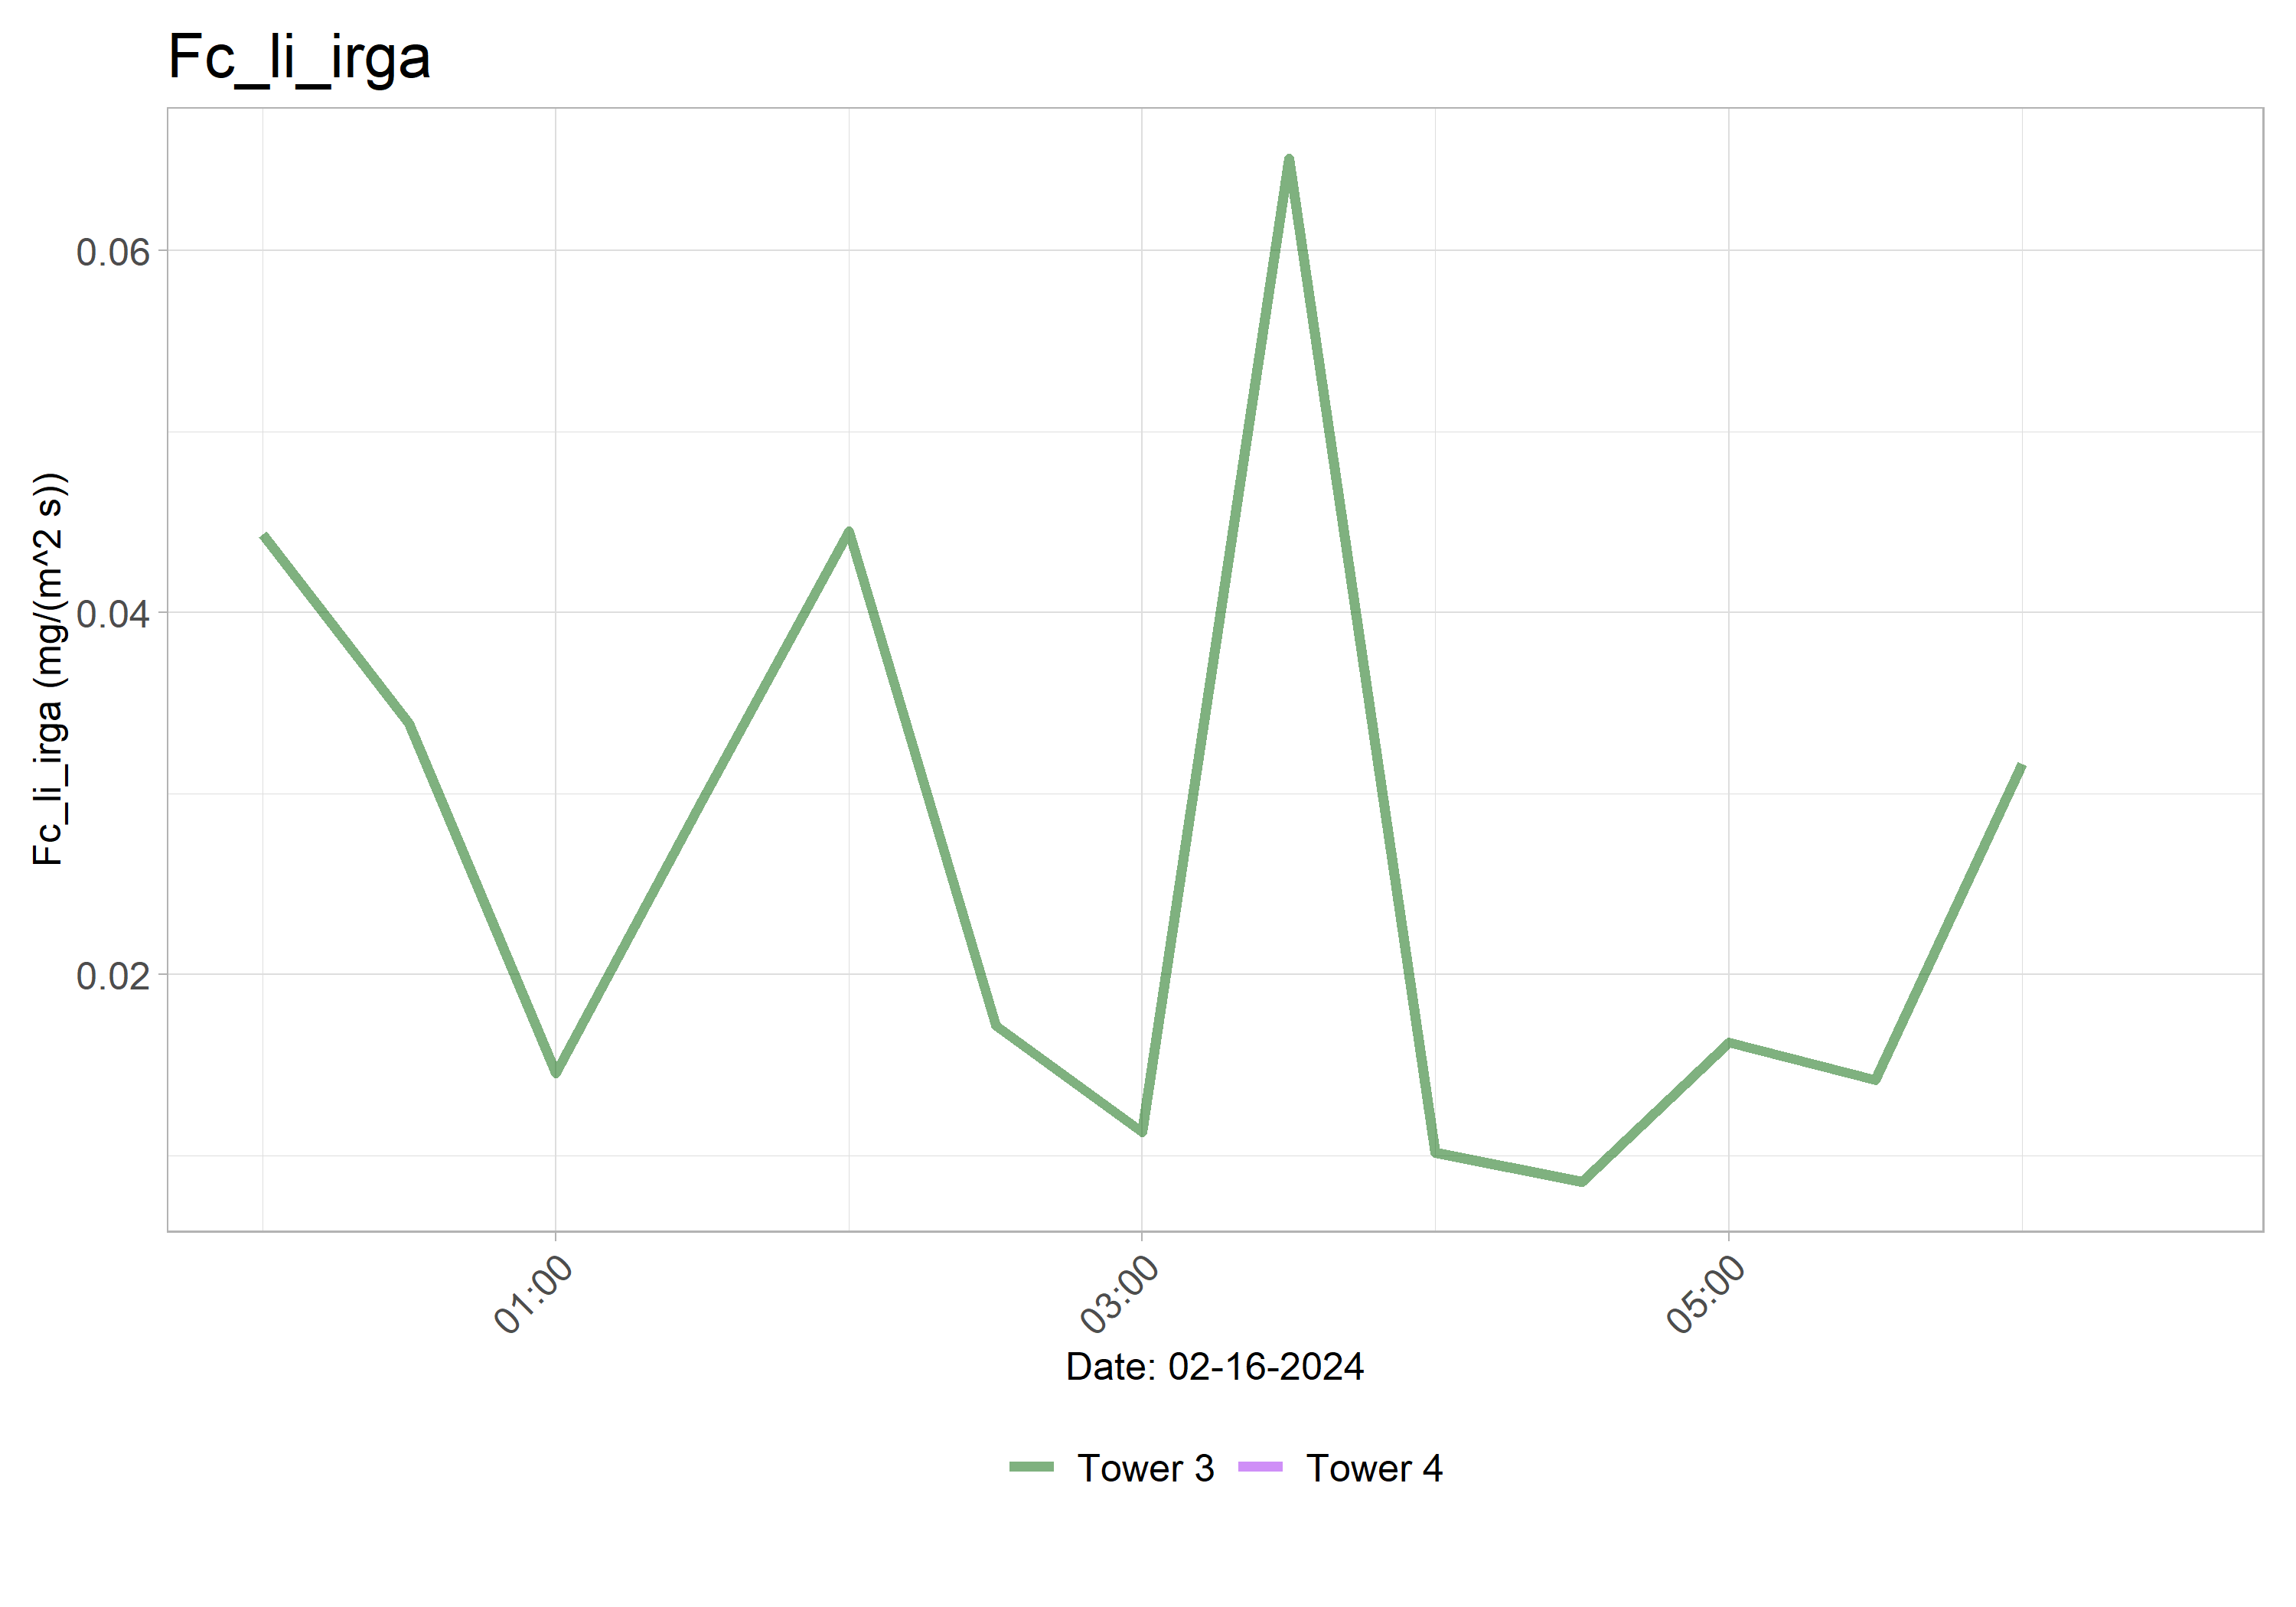 Fc_li_irga
Fc_li_irga (mg/(m^2 s))
0.06
0.04
0.02
01:00
03:00
05:00
Date: 02-16-2024
Tower 3
Tower 4